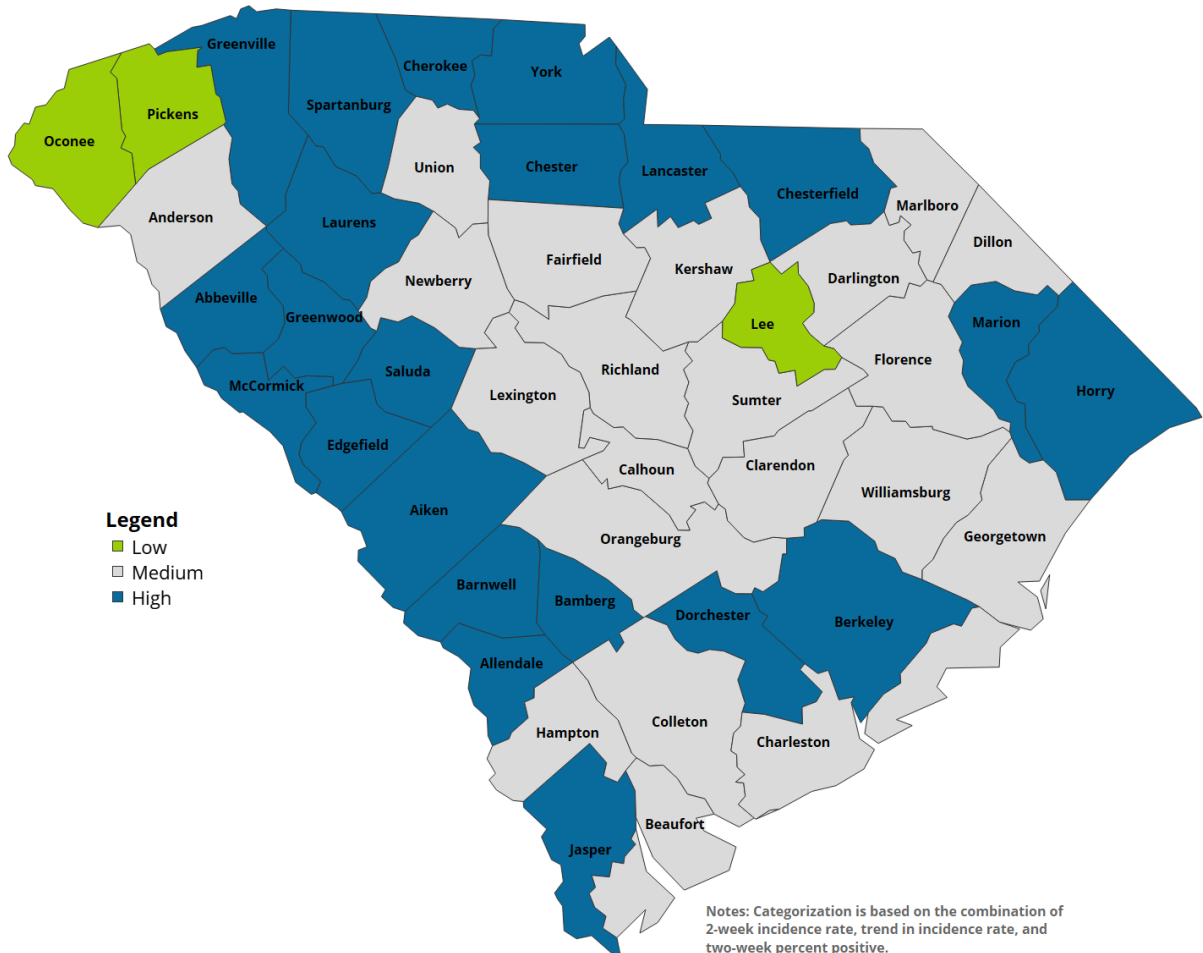 Greenville
Cherokee
York
Spartanburg
Pickens
Oconee
Union
Chester
Lancaster
Chesterfield
Marlboro
Anderson
Laurens
Dillon
Fairfield
Kershaw
Darlington
Newberry
Abbeville
Greenwood
Lee
Marion
Florence
Richland
Saluda
McCormick
Horry
Lexington
Sumter
Edgefield
Calhoun
Clarendon
Williamsburg
Aiken
Orangeburg
Georgetown
Legend
Low
Medium
High
Barnwell
Bamberg
Dorchester
Berkeley
Allendale
Colleton
Hampton
Charleston
Beaufort
Jasper
Notes: Categorization is based on the combination of
2-week incidence rate, trend in incidence rate, and
two-week percent positive.